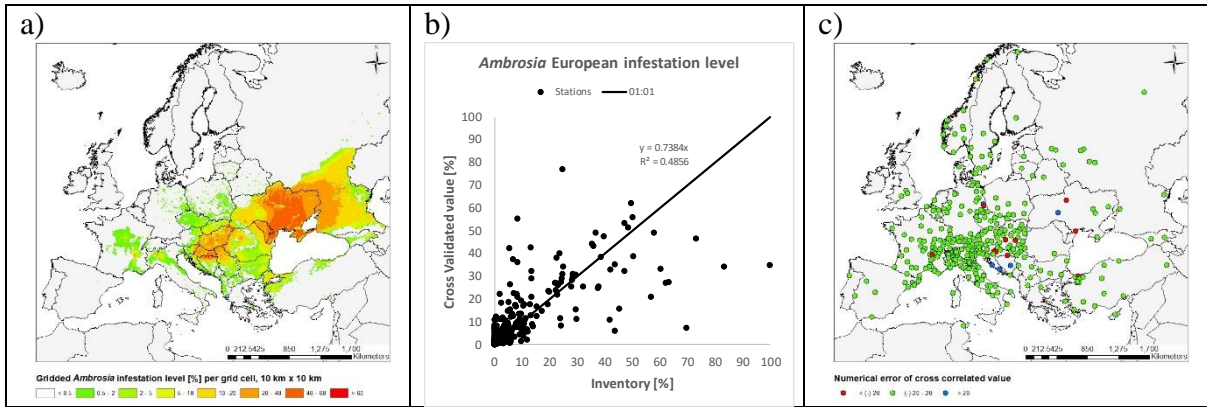 a)
N
0 212.5425 850 1,275 1,700
Kilometers
Gridded Ambrosia infestation level [%] per grid cell, 10 km x 10 km
< 0.5 0.5 - 2 2 - 5 5 - 10 10 - 20 20 - 40 40 - 60 > 60
b)
Ambrosia European infestation level
Stations 01:01
100
90
80
70
60
50
40
30
20
10
0
y = 0.7384x
R² = 0.4856
Cross Validated value [%]
0 10 20 30 40 50 60 70 80 90 100
Inventory [%]
c)
N
0 212.5425 850 1,275 1,700
Kilometers
Numerical error of cross correlated value
< (-) 20 (-) 20 - 20 > 20